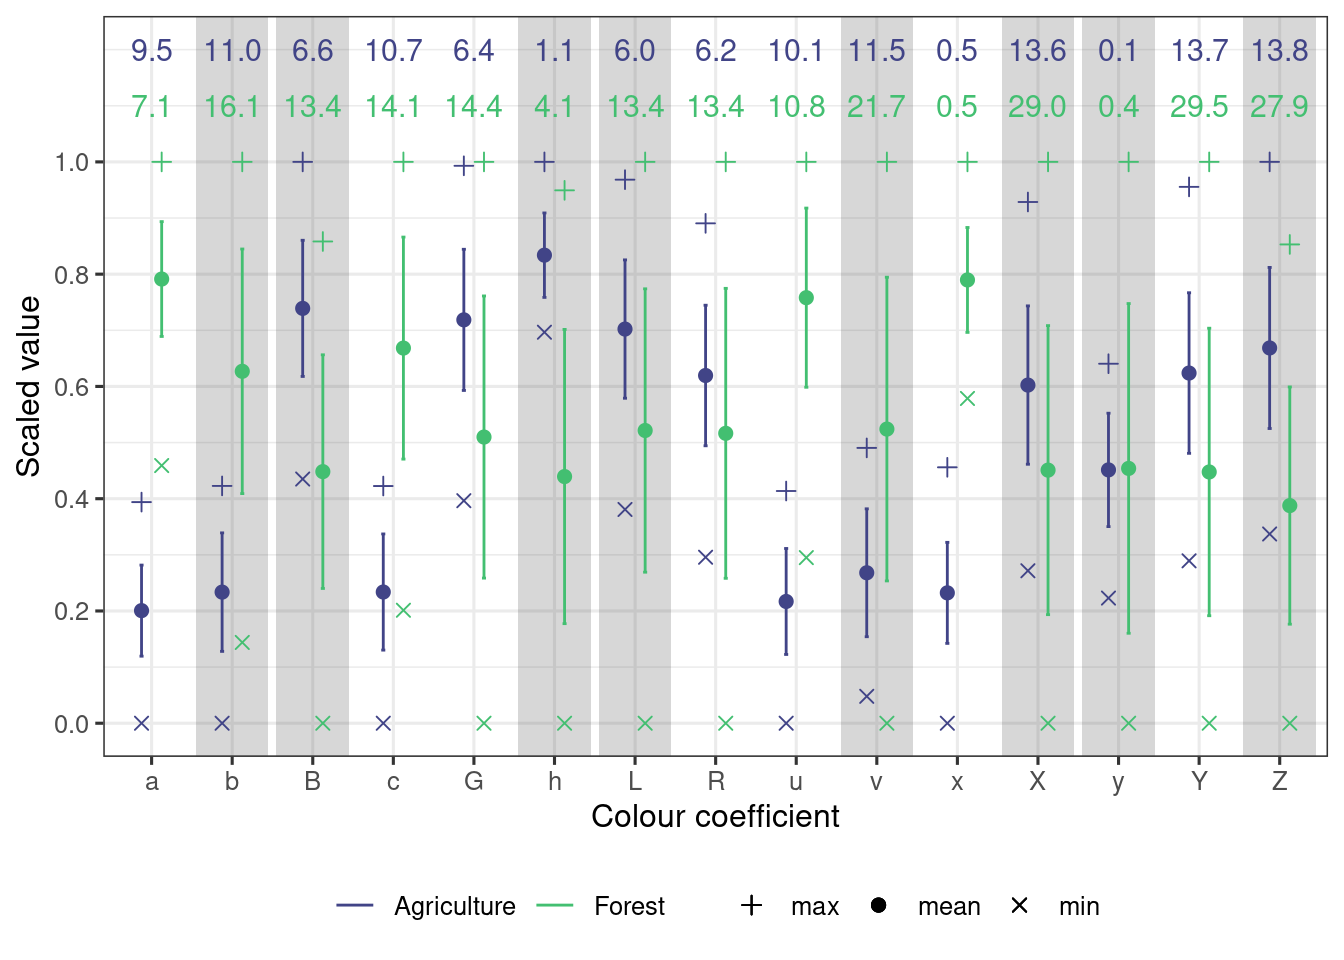 9.5 11.0 6.6 10.7 6.4 1.1 6.0 6.2 10.1 11.5 0.5 13.6 0.1 13.7 13.8
7.1 16.1 13.4 14.1 14.4 4.1 13.4 13.4 10.8 21.7 0.5 29.0 0.4 29.5 27.9
1.0
0.8
0.6
0.4
0.2
0.0
Scaled value
a b B c G h L R u v x X y Y Z
Colour coefficient
Agriculture Forest max mean min